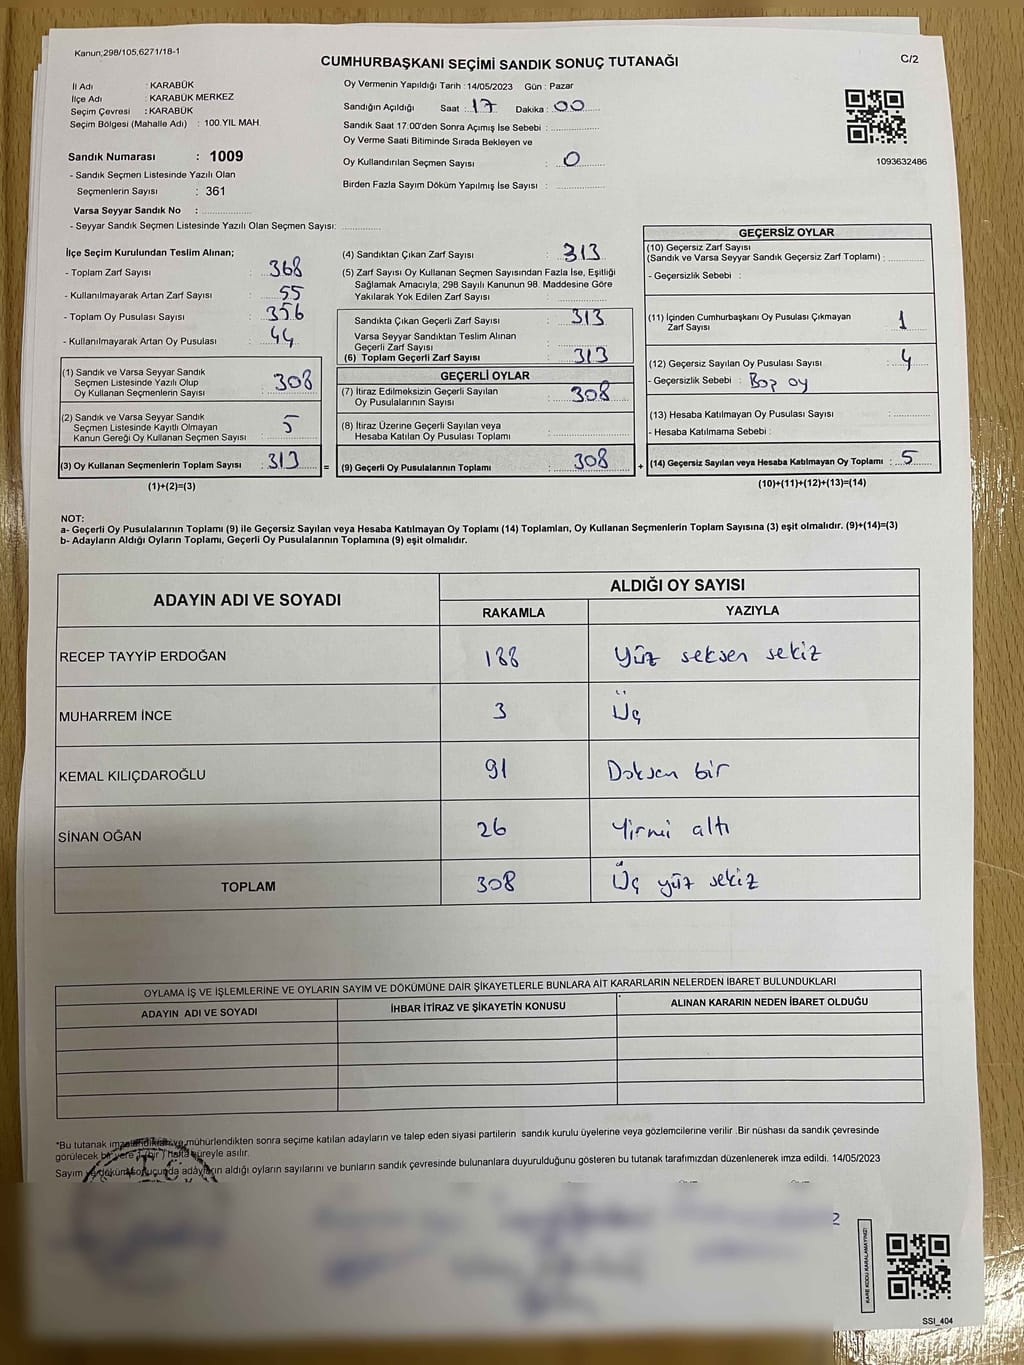 Kanun;298/105,6271/18-1
CUMHURBAŞKANI SEÇİMİ SANDIK SONUÇ TUTANAĞI
C/2
İl Adı : KARABÜK
İlçe Adı : KARABÜK MERKEZ
Seçim Çevresi : KARABÜK
Seçim Bölgesi (Mahalle Adı) : 100.YIL MAH.
Sandık Numarası : 1009
- Sandık Seçmen Listesinde Yazılı Olan
Seçmenlerin Sayısı : 361
Varsa Seyyar Sandık No : ................
- Seyyar Sandık Seçmen Listesinde Yazılı Olan Seçmen Sayısı: ............
Oy Vermenin Yapıldığı Tarih : 14/05/2023 Gün : Pazar
Sandığın Açıldığı Saat : 17 Dakika : 00
Sandık Saat 17:00'den Sonra Açımış İse Sebebi : ................
Oy Verme Saati Bitiminde Sırada Bekleyen ve
Oy Kullandırılan Seçmen Sayısı : 0
Birden Fazla Sayım Döküm Yapılmış İse Sayısı : ................
1093632486
İlçe Seçim Kurulundan Teslim Alınan;
- Toplam Zarf Sayısı : 368
- Kullanılmayarak Artan Zarf Sayısı : 55
- Toplam Oy Pusulası Sayısı : 356
- Kullanılmayarak Artan Oy Pusulası : 44
(1) Sandık ve Varsa Seyyar Sandık
Seçmen Listesinde Yazılı Olup
Oy Kullanan Seçmenlerin Sayısı : 308
(2) Sandık ve Varsa Seyyar Sandık
Seçmen Listesinde Kayıtlı Olmayan
Kanun Gereği Oy Kullanan Seçmen Sayısı : 5
(3) Oy Kullanan Seçmenlerin Toplam Sayısı : 313 =
(1)+(2)=(3)
(4) Sandıktan Çıkan Zarf Sayısı : 313
(5) Zarf Sayısı Oy Kullanan Seçmen Sayısından Fazla İse, Eşitliği
Sağlamak Amacıyla, 298 Sayılı Kanunun 98. Maddesine Göre
Yakılarak Yok Edilen Zarf Sayısı : ................
Sandıkta Çıkan Geçerli Zarf Sayısı : 313
Varsa Seyyar Sandıktan Teslim Alınan
Geçerli Zarf Sayısı : ................
(6) Toplam Geçerli Zarf Sayısı : 313
GEÇERLİ OYLAR
(7) İtiraz Edilmeksizin Geçerli Sayılan
Oy Pusulalarının Sayısı : 308
(8) İtiraz Üzerine Geçerli Sayılan veya
Hesaba Katılan Oy Pusulası Toplamı : ................
(9) Geçerli Oy Pusulalarının Toplamı : 308 +
GEÇERSİZ OYLAR
(10) Geçersiz Zarf Sayısı
(Sandık ve Varsa Seyyar Sandık Geçersiz Zarf Toplamı) : ............
- Geçersizlik Sebebi :
(11) İçinden Cumhurbaşkanı Oy Pusulası Çıkmayan
Zarf Sayısı : 1
(12) Geçersiz Sayılan Oy Pusulası Sayısı : 4
- Geçersizlik Sebebi : Boş oy
(13) Hesaba Katılmayan Oy Pusulası Sayısı : ............
- Hesaba Katılmama Sebebi :
(14) Geçersiz Sayılan veya Hesaba Katılmayan Oy Toplamı : 5
(10)+(11)+(12)+(13)=(14)
NOT:
a- Geçerli Oy Pusulalarının Toplamı (9) ile Geçersiz Sayılan veya Hesaba Katılmayan Oy Toplamı (14) Toplamları, Oy Kullanan Seçmenlerin Toplam Sayısına (3) eşit olmalıdır. (9)+(14)=(3)
b- Adayların Aldığı Oyların Toplamı, Geçerli Oy Pusulalarının Toplamına (9) eşit olmalıdır.
ADAYIN ADI VE SOYADI
ALDIĞI OY SAYISI
RAKAMLA YAZIYLA
RECEP TAYYİP ERDOĞAN 188 Yüz seksen sekiz
MUHARREM İNCE 3 Üç
KEMAL KILIÇDAROĞLU 91 Doksan bir
SİNAN OĞAN 26 Yirmi altı
TOPLAM 308 Üç yüz sekiz
OYLAMA İŞ VE İŞLEMLERİNE VE OYLARIN SAYIM VE DÖKÜMÜNE DAİR ŞİKAYETLERLE BUNLARA AİT KARARLARIN NELERDEN İBARET BULUNDUKLARI
ADAYIN ADI VE SOYADI İHBAR İTİRAZ VE ŞİKAYETİN KONUSU ALINAN KARARIN NEDEN İBARET OLDUĞU
*Bu tutanak imzalandıktan ve mühürlendikten sonra seçime katılan adayların ve talep eden siyasi partilerin sandık kurulu üyelerine veya gözlemcilerine verilir .Bir nüshası da sandık çevresinde
görülecek bir yere 1 (bir ) hafta süreyle asılır.
Sayım ve döküm sonucunda adayların aldığı oyların sayılarını ve bunların sandık çevresinde bulunanlara duyurulduğunu gösteren bu tutanak tarafımızdan düzenlenerek imza edildi. 14/05/2023
T.C.
2
KARE KODU KARALAMAYINIZ!
SSI_404